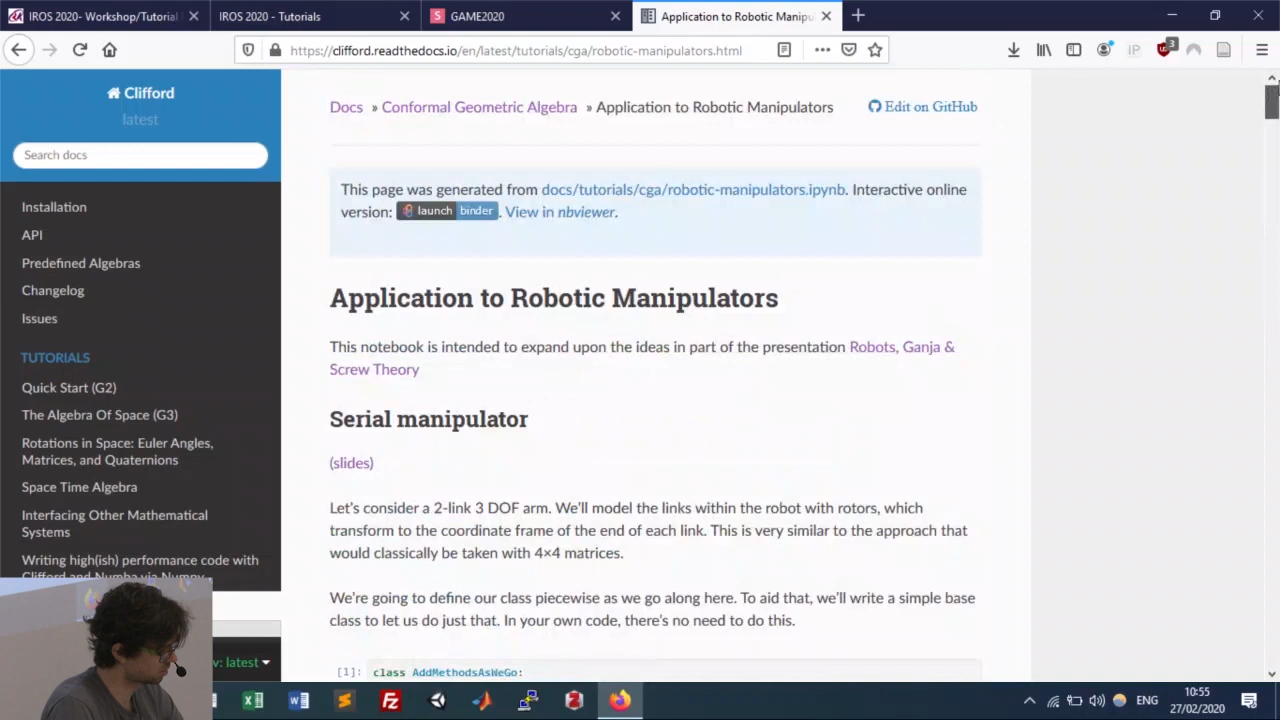 IROS 2020- Workshop/Tutorial
IROS 2020 - Tutorials
GAME2020
Application to Robotic Manipu
https://clifford.readthedocs.io/en/latest/tutorials/cga/robotic-manipulators.html
IP
3
Clifford
latest
Search docs
Installation
API
Predefined Algebras
Changelog
Issues
TUTORIALS
Quick Start (G2)
The Algebra Of Space (G3)
Rotations in Space: Euler Angles,
Matrices, and Quaternions
Space Time Algebra
Interfacing Other Mathematical
Systems
Writing high(ish) performance code with
Clifford and Numba via Numpy
v: latest
Docs » Conformal Geometric Algebra » Application to Robotic Manipulators
Edit on GitHub
This page was generated from docs/tutorials/cga/robotic-manipulators.ipynb. Interactive online
version: launch binder. View in nbviewer.
Application to Robotic Manipulators
This notebook is intended to expand upon the ideas in part of the presentation Robots, Ganja &
Screw Theory
Serial manipulator
(slides)
Let's consider a 2-link 3 DOF arm. We'll model the links within the robot with rotors, which
transform to the coordinate frame of the end of each link. This is very similar to the approach that
would classically be taken with 4×4 matrices.
We're going to define our class piecewise as we go along here. To aid that, we'll write a simple base
class to let us do just that. In your own code, there's no need to do this.
[1]: class AddMethodsAsWeGo:
ENG
10:55
27/02/2020